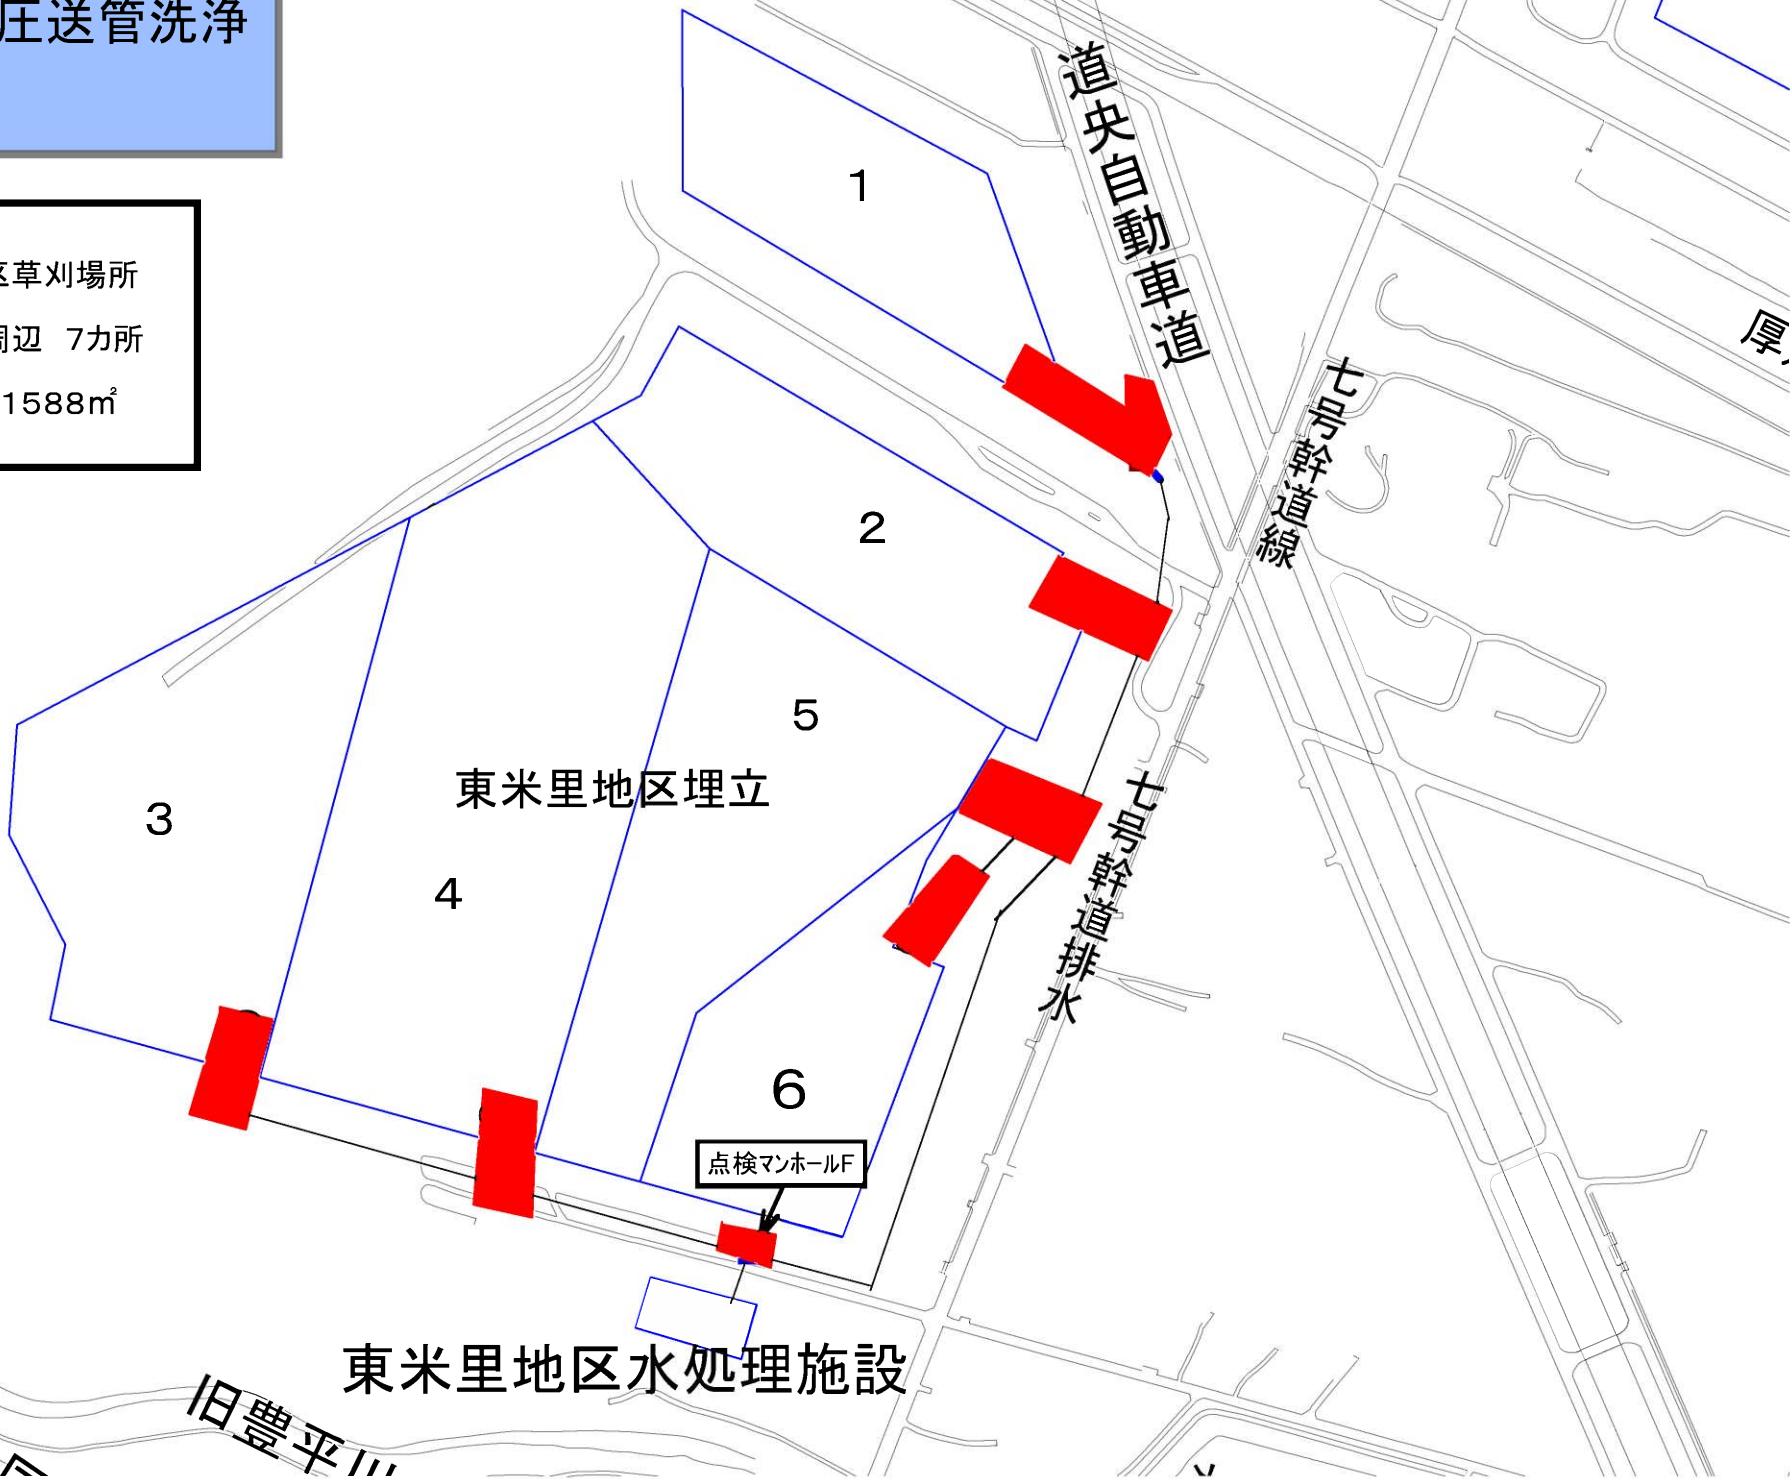 圧送管洗浄
区草刈場所
周辺 7カ所
1588㎡
道央自動車道
1
2
3
4
5
6
七号幹道線
七号幹道排水
東米里地区埋立
点検マンホールF
東米里地区水処理施設
旧豊平川
厚